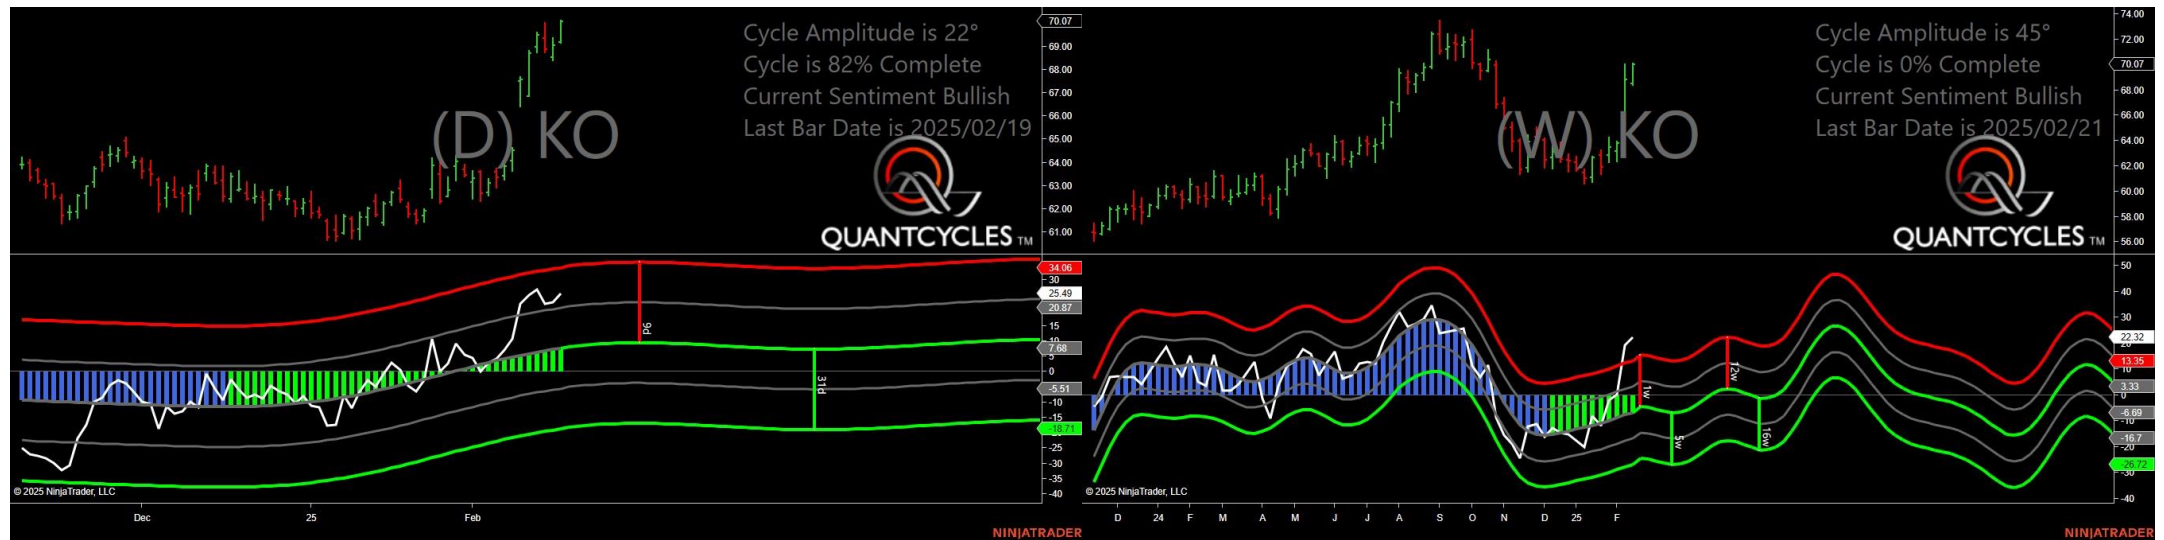 Cycle Amplitude is 22°
Cycle is 82% Complete
Current Sentiment Bullish
Last Bar Date is 2025/02/19
(D) KO
QUANTCYCLES TM
70.07
69.00
68.00
67.00
66.00
65.00
64.00
63.00
62.00
61.00
34.06
30
25.49
20.87
15
10
7.68
5
0
-5.51
-10
-15
-18.71
-25
-30
-35
-40
9d
31d
© 2025 NinjaTrader, LLC
Dec
25
Feb
NINJATRADER
Cycle Amplitude is 45°
Cycle is 0% Complete
Current Sentiment Bullish
Last Bar Date is 2025/02/21
(W) KO
QUANTCYCLES TM
74.00
72.00
70.07
68.00
66.00
64.00
62.00
60.00
58.00
56.00
50
40
30
22.32
20
13.35
10
3.33
0
-6.69
-10
-16.7
-20
-26.72
-30
-40
1w
5w
12w
16w
© 2025 NinjaTrader, LLC
D 24 F M A M J J A S O N D 25 F
NINJATRADER